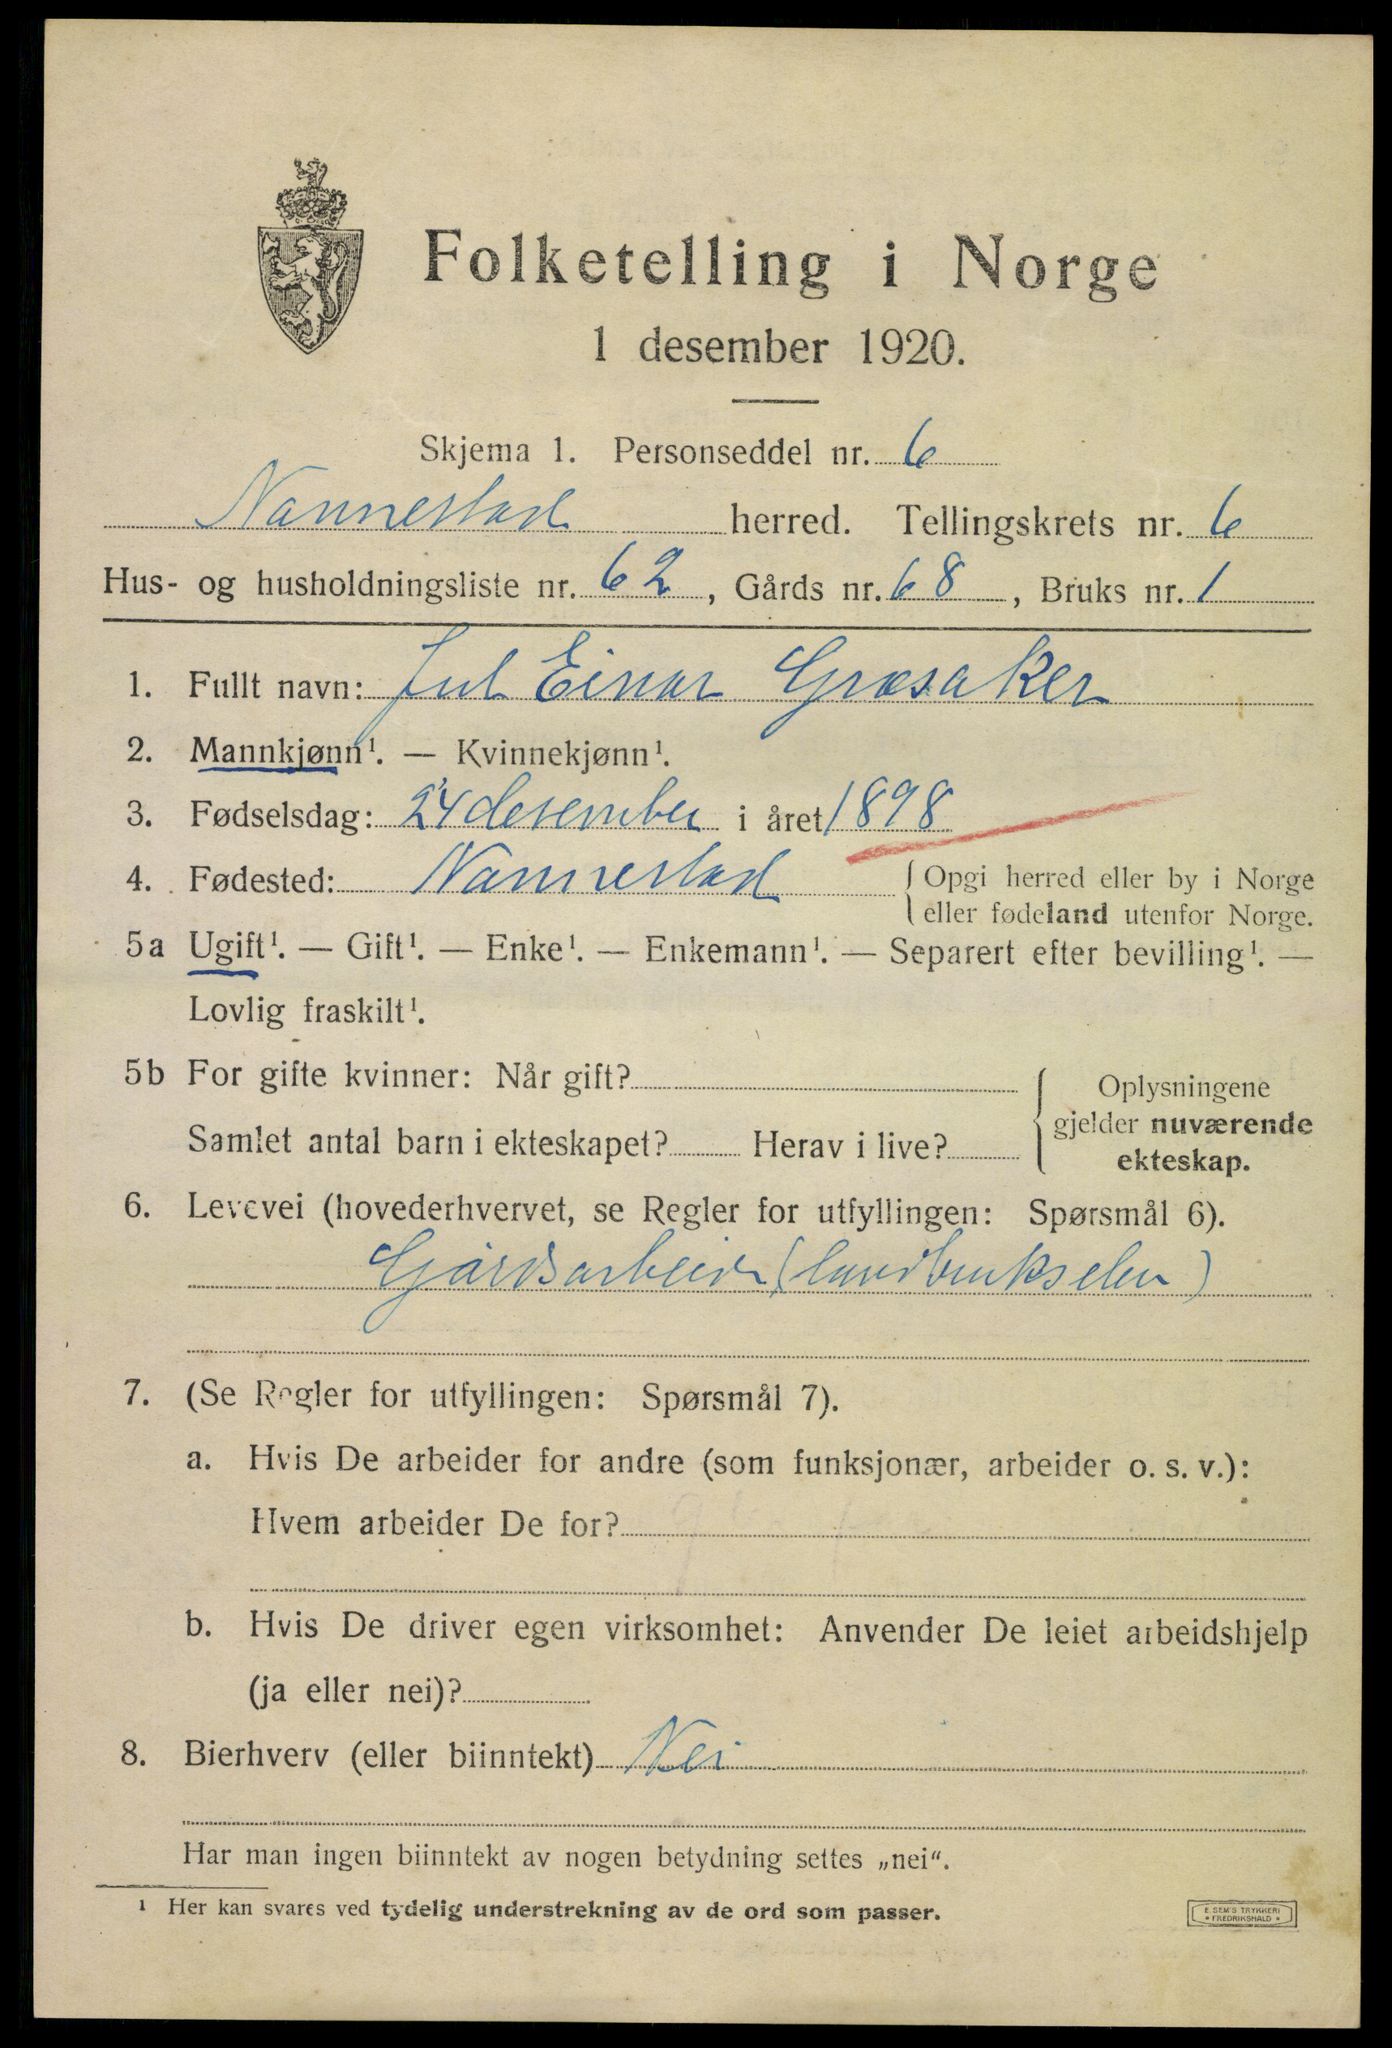 Folketelling i Norge
1 desember 1920.
Skjema 1. Personseddel nr. 6
Nannestad herred. Tellingskrets nr. 6
Hus- og husholdningsliste nr. 62, Gårds nr. 68, Bruks nr. 1
1. Fullt navn: Jul Einar Græsaker
2. Mannkjønn¹. — Kvinnekjønn¹.
3. Fødselsdag: 24 desember i året 1898
4. Fødested: Nannestad { Opgi herred eller by i Norge
eller fødeland utenfor Norge.
5a Ugift¹. — Gift¹. — Enke¹. — Enkemann¹. — Separert efter bevilling¹. —
Lovlig fraskilt¹.
5b For gifte kvinner: Når gift?
Samlet antal barn i ekteskapet? Herav i live?
{ Oplysningene
gjelder nuværende
ekteskap.
6. Levevei (hovederhvervet, se Regler for utfyllingen: Spørsmål 6).
Gårdsarbeide (landbrukselev)
7. (Se Regler for utfyllingen: Spørsmål 7).
a. Hvis De arbeider for andre (som funksjonær, arbeider o. s. v.):
Hvem arbeider De for?
b. Hvis De driver egen virksomhet: Anvender De leiet arbeidshjelp
(ja eller nei)?
8. Bierhverv (eller biinntekt) Nei
Har man ingen biinntekt av nogen betydning settes „nei“.
¹ Her kan svares ved tydelig understrekning av de ord som passer.
E. SEM'S TRYKKERI
* FREDRIKSHALD *